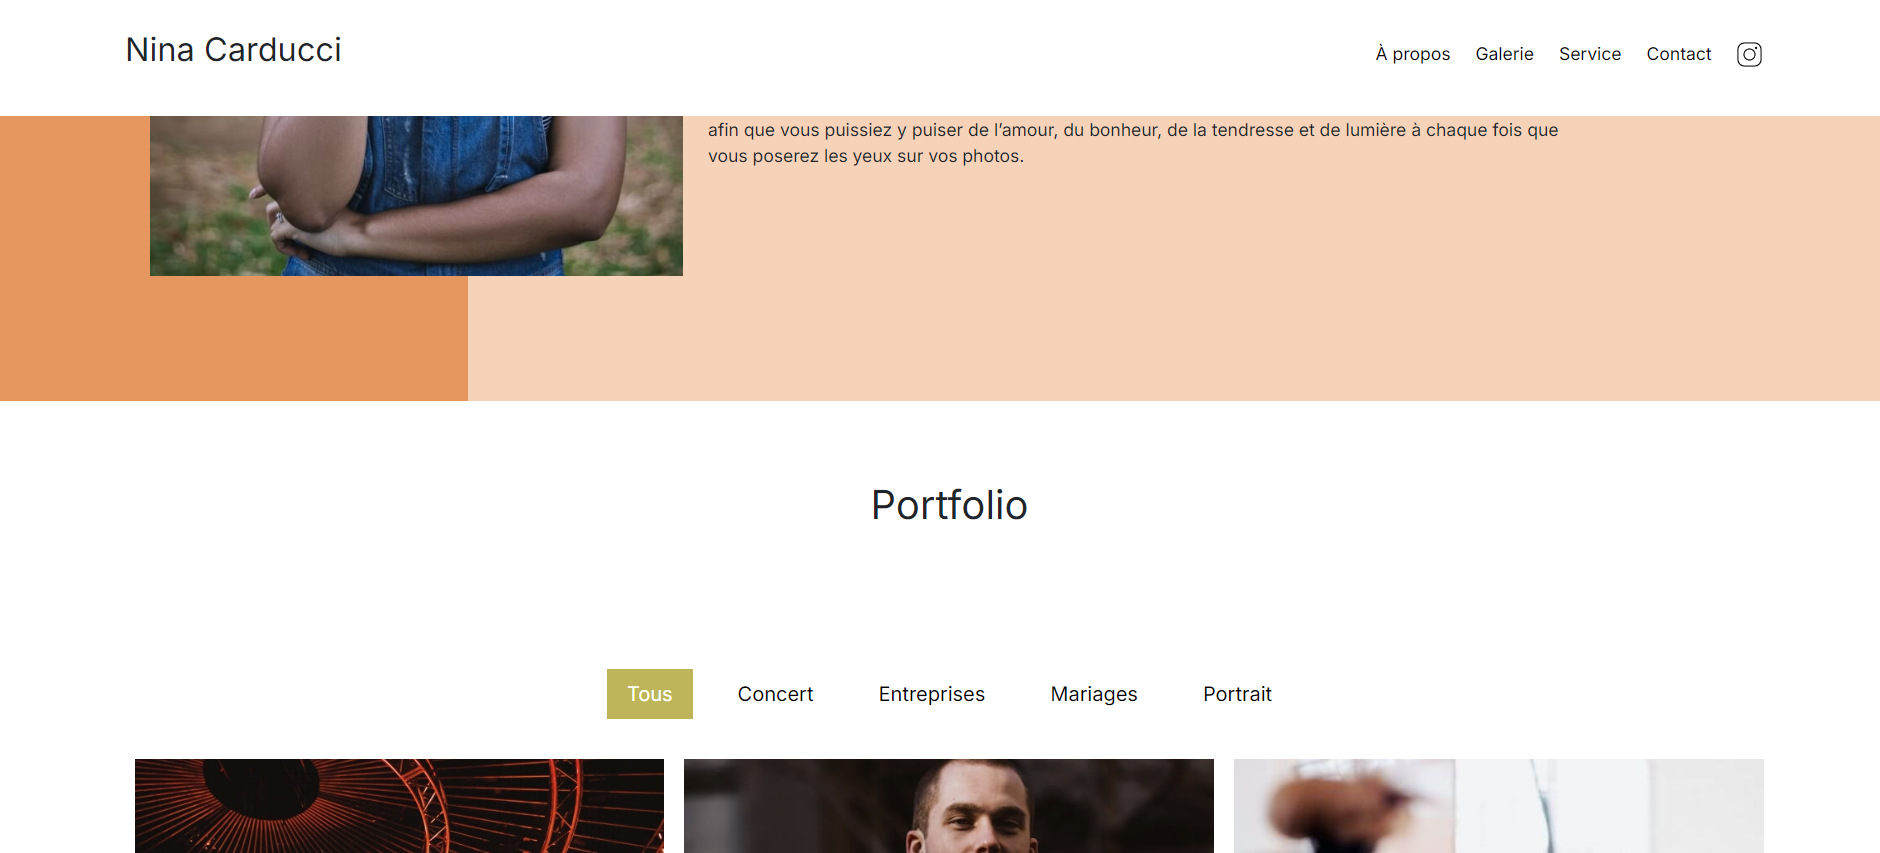 Nina Carducci
À propos Galerie Service Contact
afin que vous puissiez y puiser de l’amour, du bonheur, de la tendresse et de lumière à chaque fois que
vous poserez les yeux sur vos photos.
Portfolio
Tous Concert Entreprises Mariages Portrait